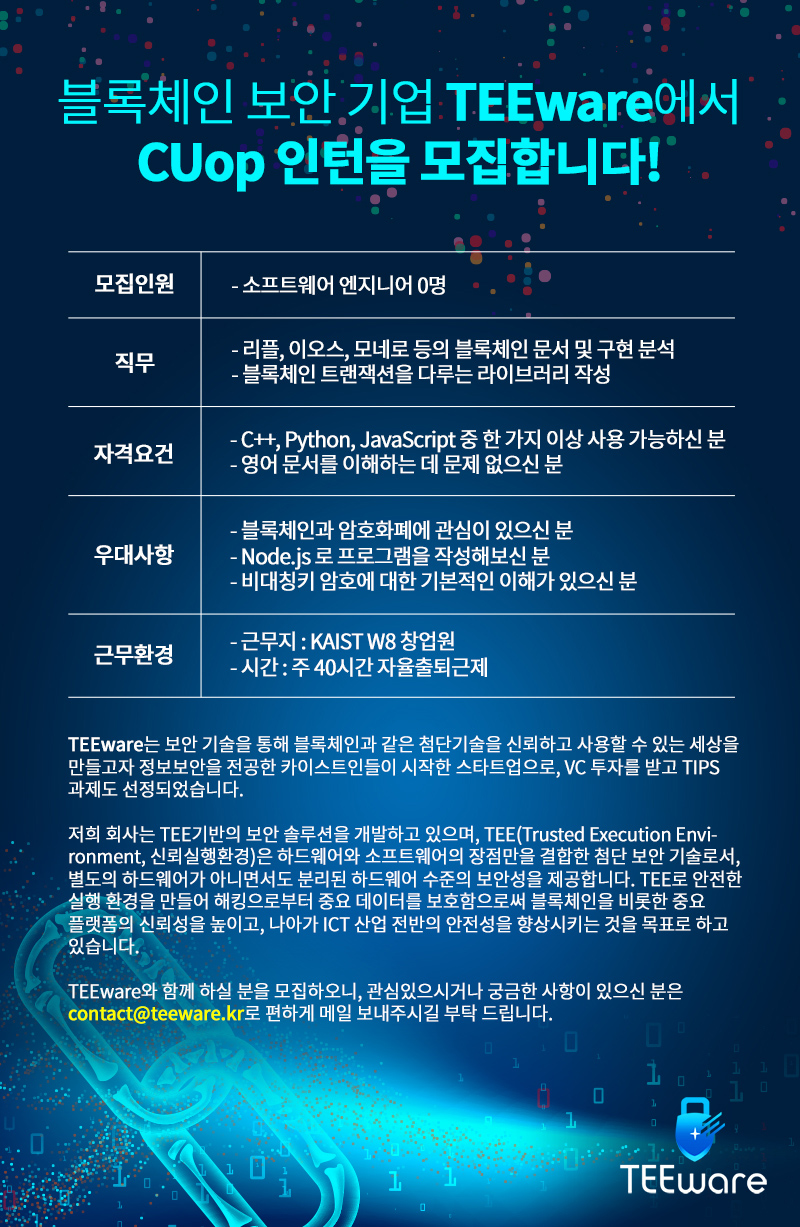 블록체인 보안 기업 TEEware에서
CUop 인턴을 모집합니다!
모집인원
- 소프트웨어 엔지니어 0명
직무
- 리플, 이오스, 모네로 등의 블록체인 문서 및 구현 분석
- 블록체인 트랜잭션을 다루는 라이브러리 작성
자격요건
- C++, Python, JavaScript 중 한 가지 이상 사용 가능하신 분
- 영어 문서를 이해하는 데 문제 없으신 분
우대사항
- 블록체인과 암호화폐에 관심이 있으신 분
- Node.js 로 프로그램을 작성해보신 분
- 비대칭키 암호에 대한 기본적인 이해가 있으신 분
근무환경
- 근무지 : KAIST W8 창업원
- 시간 : 주 40시간 자율출퇴근제
TEEware는 보안 기술을 통해 블록체인과 같은 첨단기술을 신뢰하고 사용할 수 있는 세상을
만들고자 정보보안을 전공한 카이스트인들이 시작한 스타트업으로, VC 투자를 받고 TIPS
과제도 선정되었습니다.
저희 회사는 TEE기반의 보안 솔루션을 개발하고 있으며, TEE(Trusted Execution Envi-
ronment, 신뢰실행환경)은 하드웨어와 소프트웨어의 장점만을 결합한 첨단 보안 기술로서,
별도의 하드웨어가 아니면서도 분리된 하드웨어 수준의 보안성을 제공합니다. TEE로 안전한
실행 환경을 만들어 해킹으로부터 중요 데이터를 보호함으로써 블록체인을 비롯한 중요
플랫폼의 신뢰성을 높이고, 나아가 ICT 산업 전반의 안전성을 향상시키는 것을 목표로 하고
있습니다.
TEEware와 함께 하실 분을 모집하오니, 관심있으시거나 궁금한 사항이 있으신 분은
contact@teeware.kr로 편하게 메일 보내주시길 부탁 드립니다.
TEEware